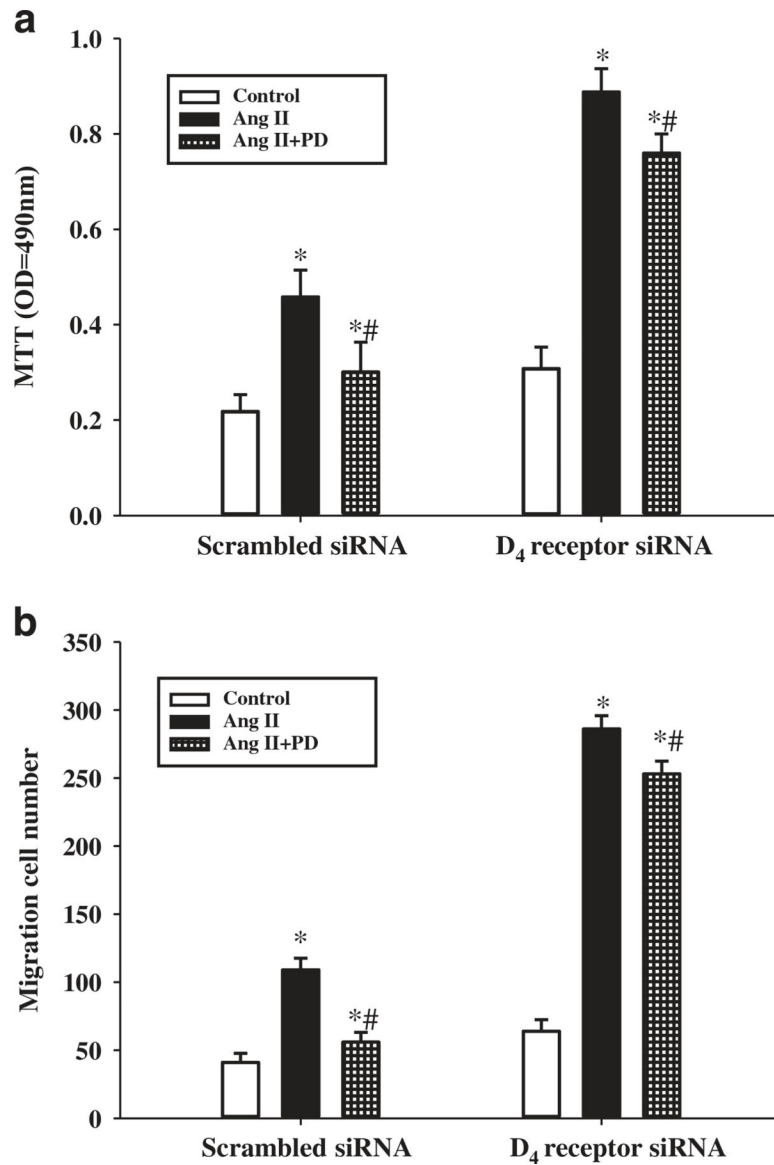 a
1.0
0.8
0.6
0.4
0.2
0.0
MTT (OD=490nm)
Control
Ang II
Ang II+PD
*
*#
*
*#
Scrambled siRNA
D4 receptor siRNA
b
350
300
250
200
150
100
50
0
Migration cell number
Control
Ang II
Ang II+PD
*
*#
*
*#
Scrambled siRNA
D4 receptor siRNA